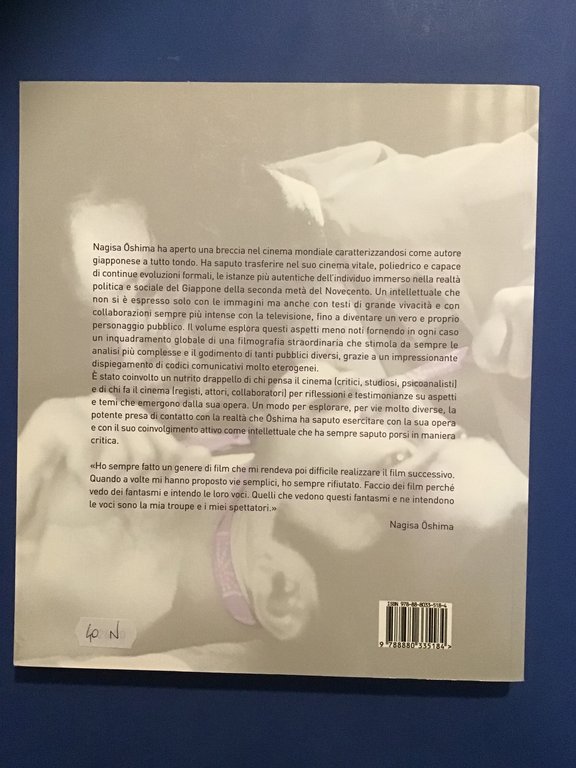 Nagisa Ōshima ha aperto una breccia nel cinema mondiale caratterizzandosi come autore
giapponese a tutto tondo. Ha saputo trasferire nel suo cinema vitale, poliedrico e capace
di continue evoluzioni formali, le istanze più autentiche dell'individuo immerso nella realtà
politica e sociale del Giappone della seconda metà del Novecento. Un intellettuale che
non si è espresso solo con le immagini ma anche con testi di grande vivacità e con
collaborazioni sempre più intense con la televisione, fino a diventare un vero e proprio
personaggio pubblico. Il volume esplora questi aspetti meno noti fornendo in ogni caso
un inquadramento globale di una filmografia straordinaria che stimola da sempre le
analisi più complesse e il godimento di tanti pubblici diversi, grazie a un impressionante
dispiegamento di codici comunicativi molto eterogenei.
È stato coinvolto un nutrito drappello di chi pensa il cinema [critici, studiosi, psicoanalisti]
e di chi fa il cinema [registi, attori, collaboratori] per riflessioni e testimonianze su aspetti
e temi che emergono dalla sua opera. Un modo per esplorare, per vie molto diverse, la
potente presa di contatto con la realtà che Ōshima ha saputo esercitare con la sua opera
e con il suo coinvolgimento attivo come intellettuale che ha sempre saputo porsi in maniera
critica.
«Ho sempre fatto un genere di film che mi rendeva poi difficile realizzare il film successivo.
Quando a volte mi hanno proposto vie semplici, ho sempre rifiutato. Faccio dei film perché
vedo dei fantasmi e intendo le loro voci. Quelli che vedono questi fantasmi e ne intendono
le voci sono la mia troupe e i miei spettatori.»
Nagisa Ōshima
ISBN 978-88-8033-518-4
9 788880 335184 >
40 N